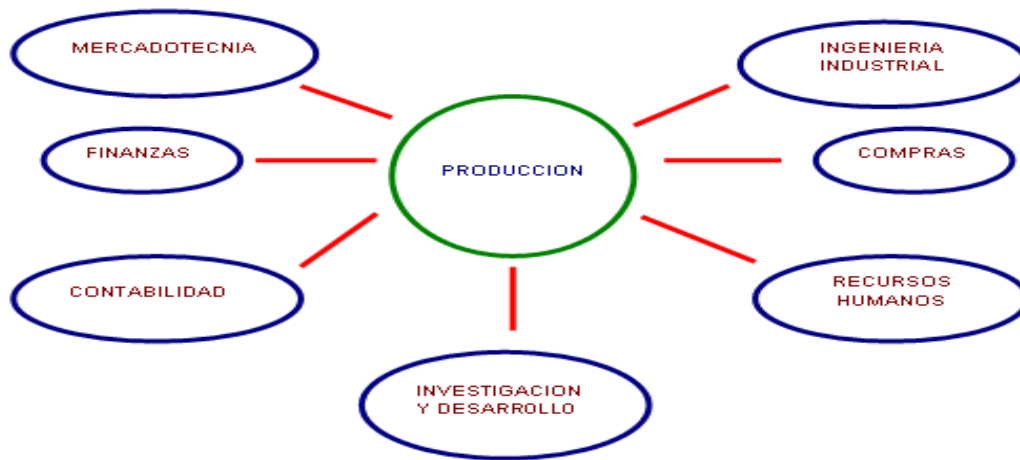 MERCADOTECNIA
INGENIERIA
INDUSTRIAL
FINANZAS
PRODUCCION
COMPRAS
CONTABILIDAD
RECURSOS
HUMANOS
INVESTIGACION
Y DESARROLLO